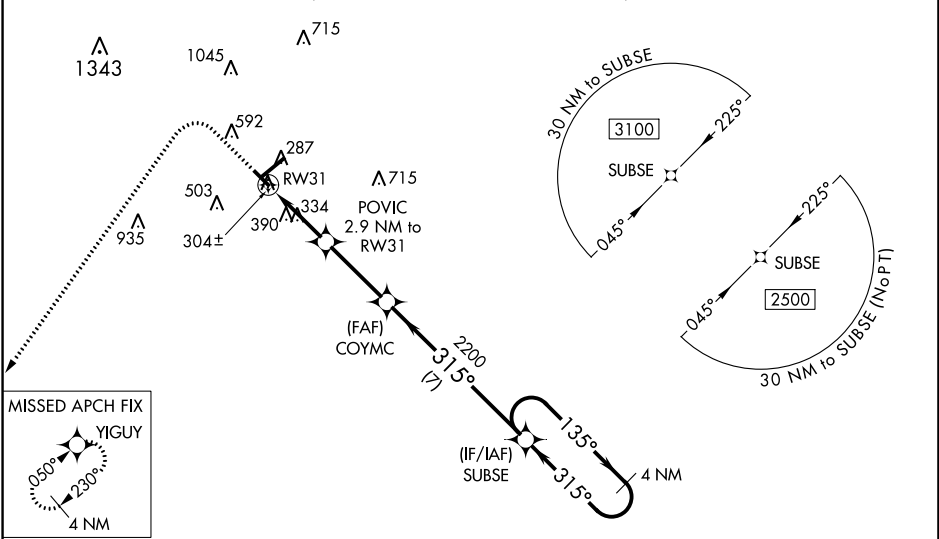 715
1045
1343
592
287
RW31
715
503
334
390
POVIC
2.9 NM to
RW31
935
304±
(FAF)
COYMC
2200
315°
(7)
(IF/IAF)
SUBSE
135°
315°
4 NM
30 NM to SUBSE
3100
SUBSE
225°
045°
225°
SUBSE
2500
045°
30 NM to SUBSE (NoPT)
MISSED APCH FIX
YIGUY
050°
230°
4 NM